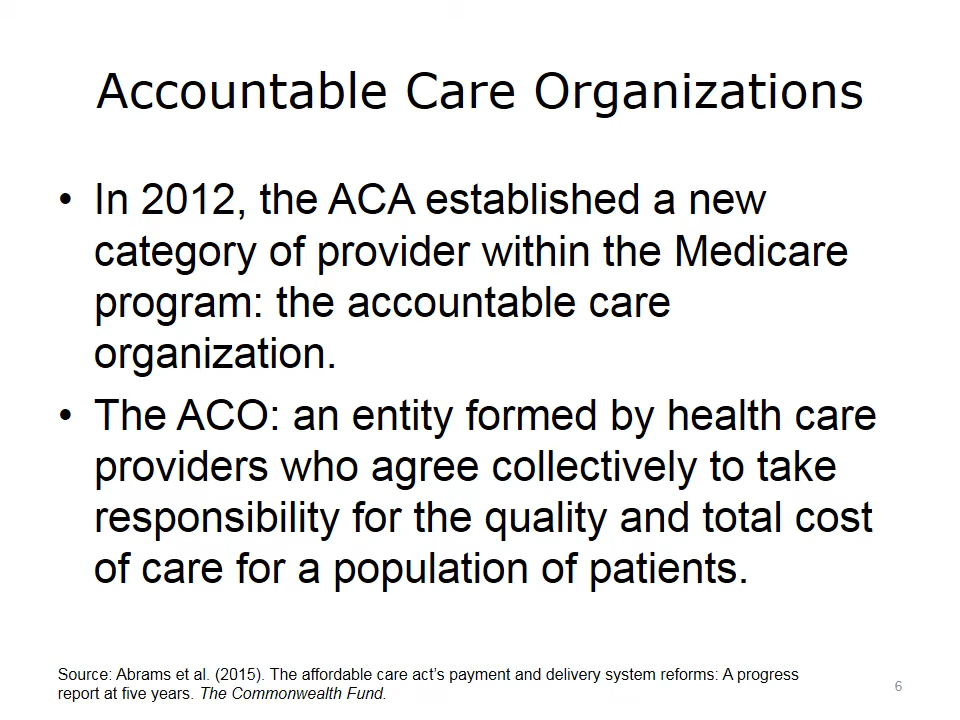 Accountable Care Organizations
• In 2012, the ACA established a new
category of provider within the Medicare
program: the accountable care
organization.
• The ACO: an entity formed by health care
providers who agree collectively to take
responsibility for the quality and total cost
of care for a population of patients.
Source: Abrams et al. (2015). The affordable care act's payment and delivery system reforms: A progress
report at five years. The Commonwealth Fund.
6